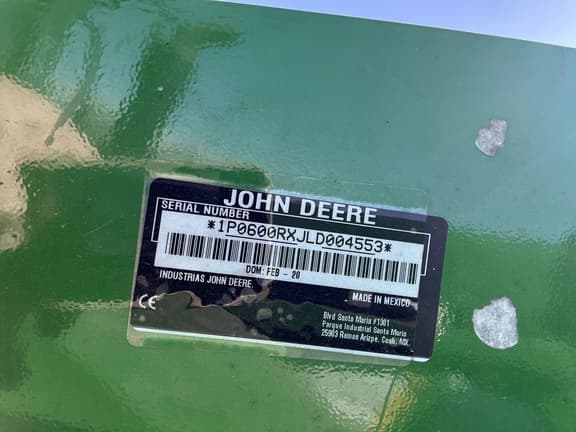 JOHN DEERE
SERIAL NUMBER
*1P0600RXJLD004553*
DOM: FEB - 20
INDUSTRIAS JOHN DEERE
MADE IN MEXICO
CE
Blvd Santa Maria #1301
Parque Industrial Santa Maria
25903 Ramos Arizpe, Coah, MX.